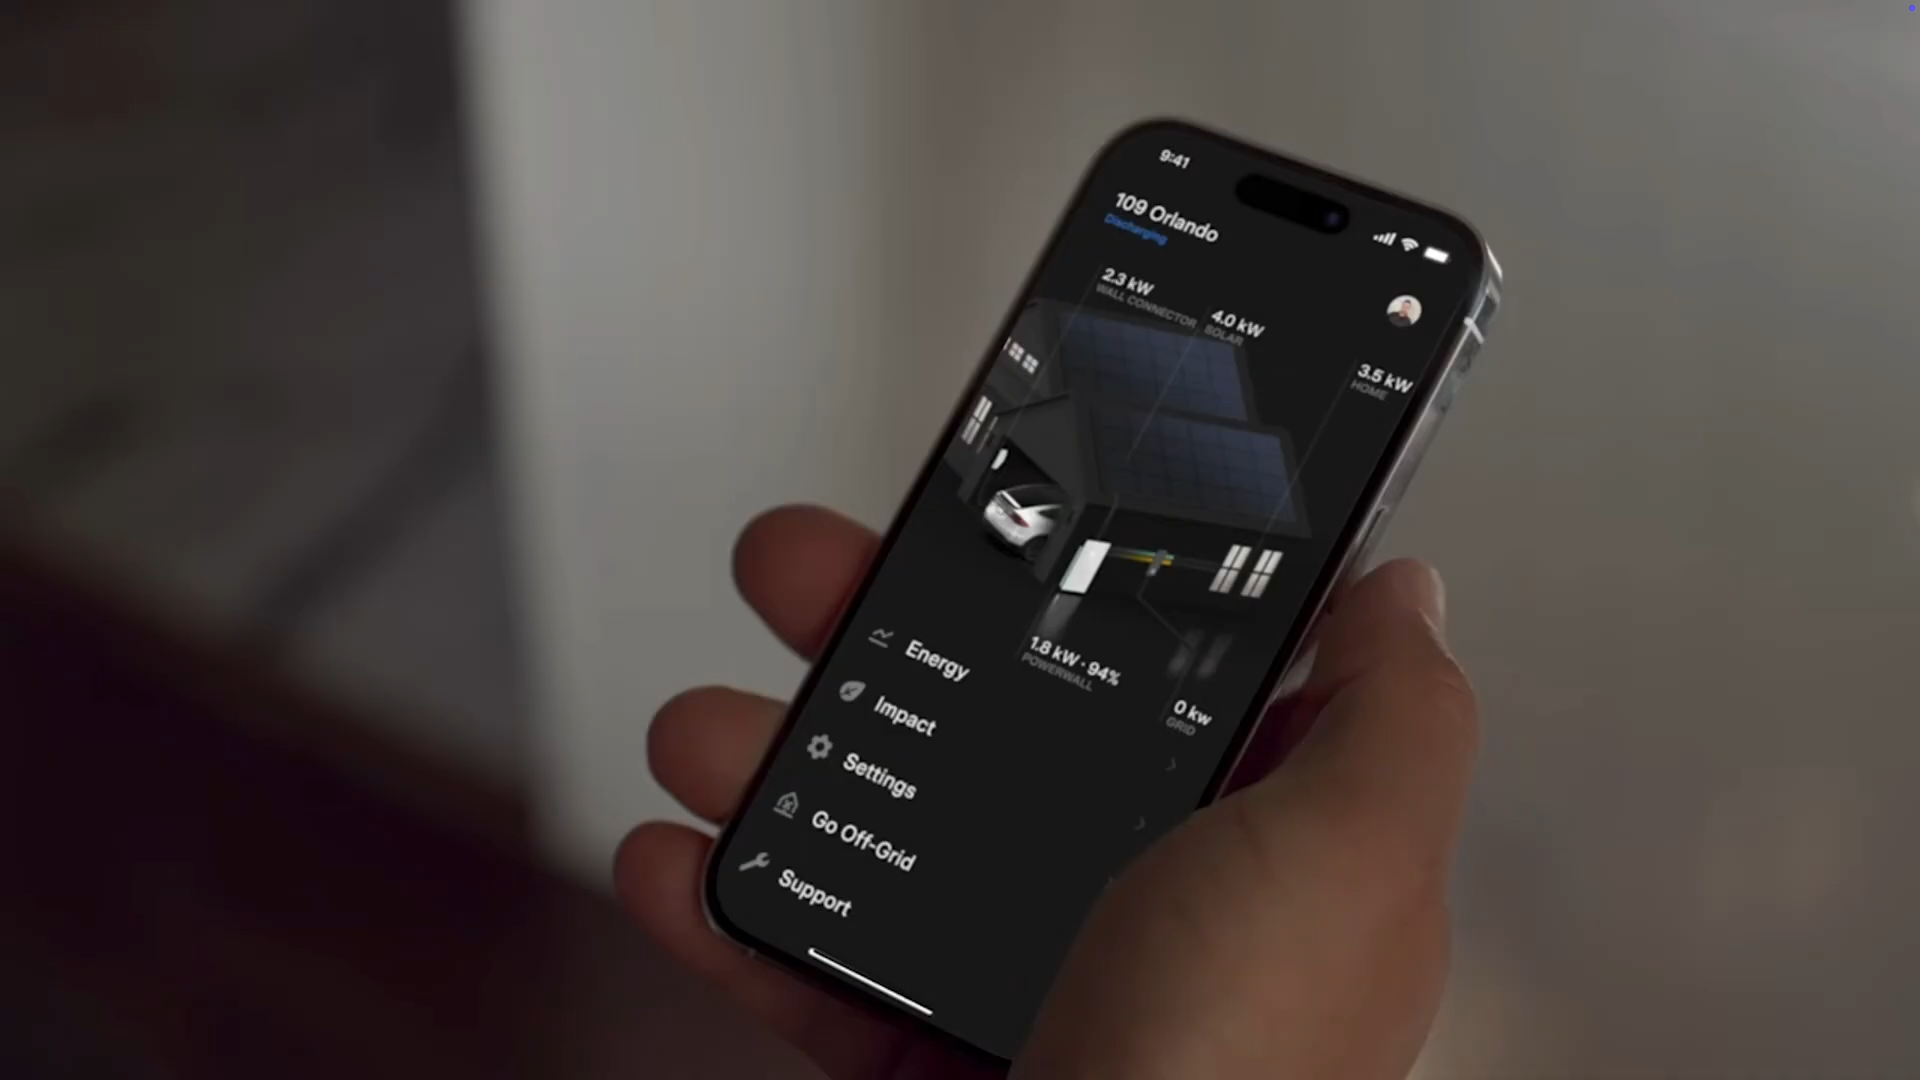 9:41
109 Orlando
Discharging
2.3 kW
WALL CONNECTOR
4.0 kW
SOLAR
3.5 kW
HOME
1.8 kW · 94%
POWERWALL
0 kw
GRID
Energy
Impact
Settings
Go Off-Grid
Support